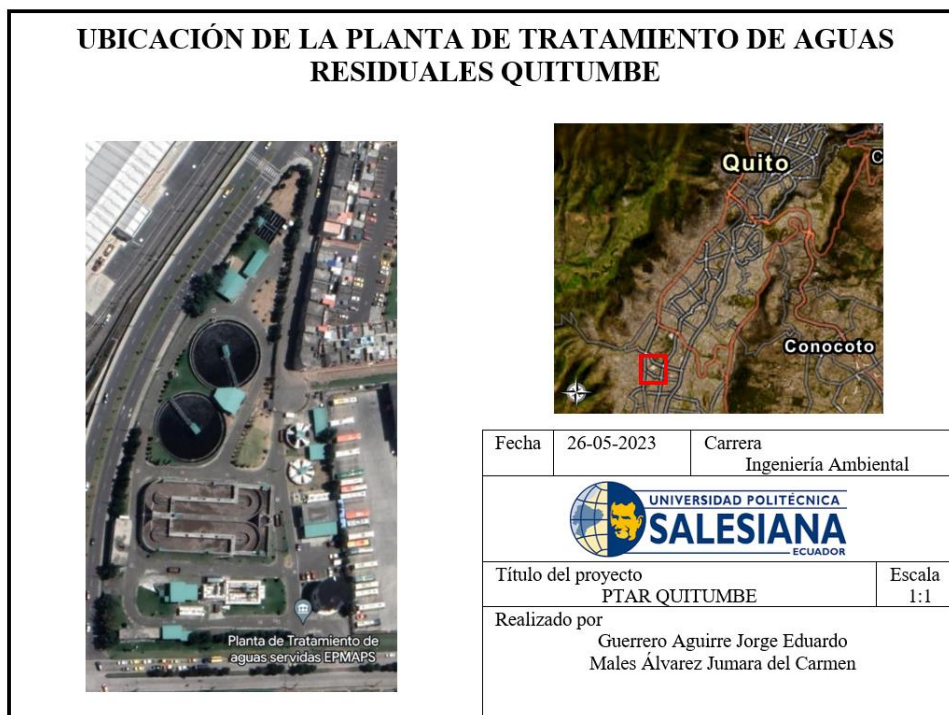 UBICACIÓN DE LA PLANTA DE TRATAMIENTO DE AGUAS
RESIDUALES QUITUMBE
Planta de Tratamiento de
aguas servidas EPMAPS
Quito
C
Conocoto
Fecha
26-05-2023
Carrera
Ingeniería Ambiental
UNIVERSIDAD POLITÉCNICA
SALESIANA
ECUADOR
Título del proyecto
PTAR QUITUMBE
Escala
1:1
Realizado por
Guerrero Aguirre Jorge Eduardo
Males Álvarez Jumara del Carmen